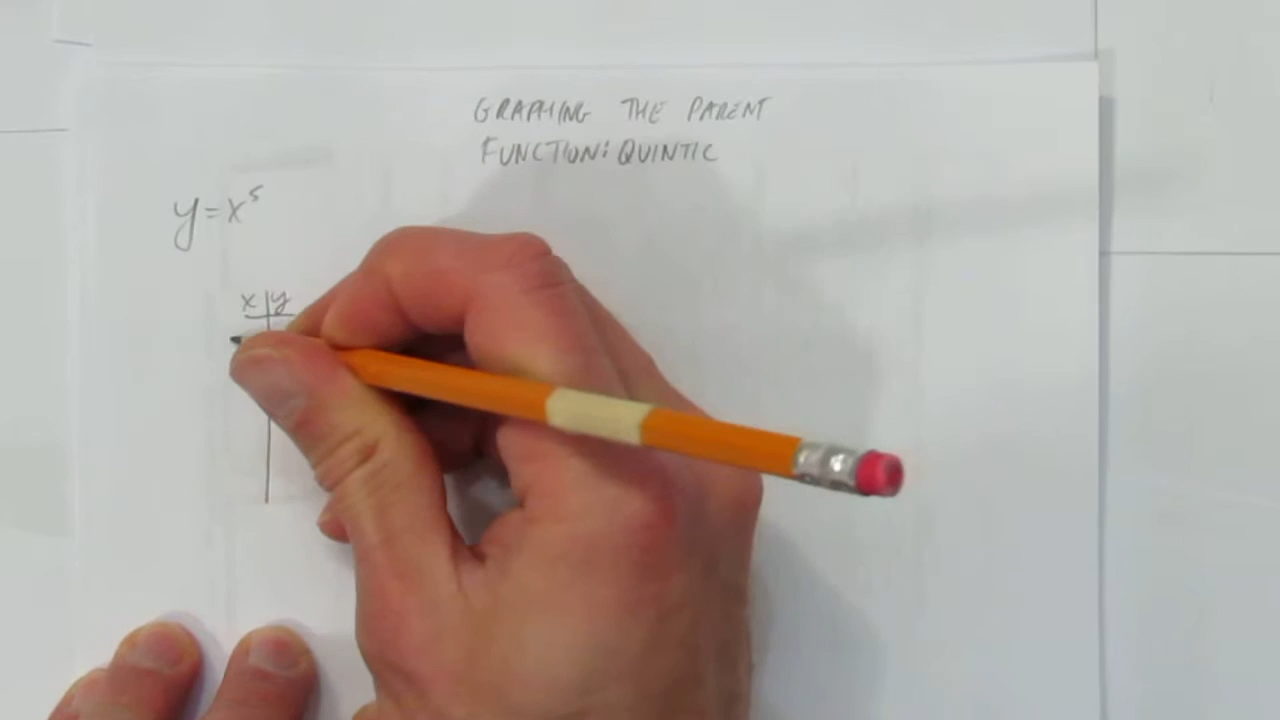 GRAPHING THE PARENT
FUNCTION: QUINTIC
y=x⁵
x y